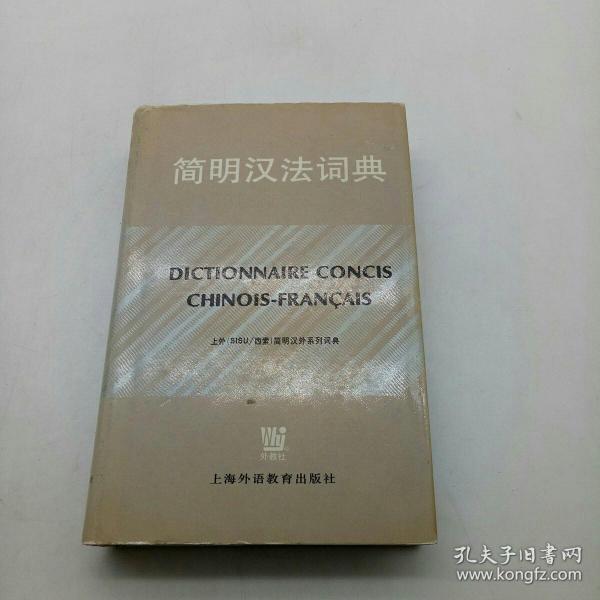 简明汉法词典
DICTIONNAIRE CONCIS
CHINOIS-FRANÇAIS
上外(SISU/西索)简明汉外系列词典
Whj
外教社
上海外语教育出版社
孔夫子旧书网
www.kongfz.com